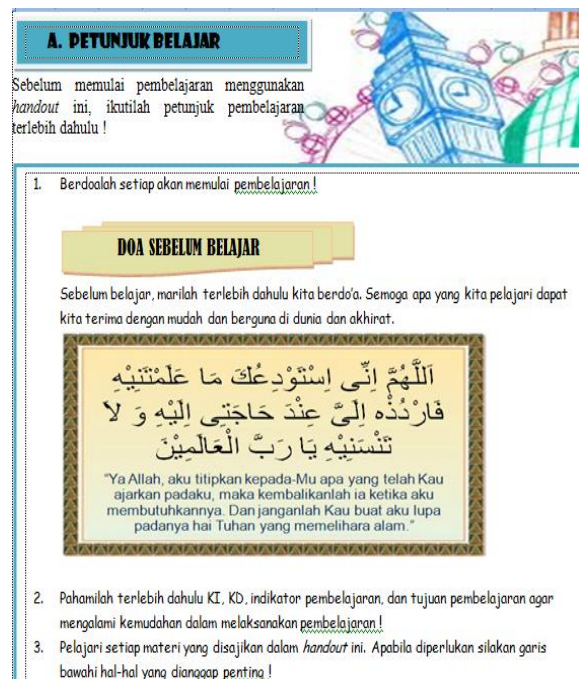 A. PETUNJUK BELAJAR
Sebelum memulai pembelajaran menggunakan
handout ini, ikutilah petunjuk pembelajaran
terlebih dahulu !
1. Berdoalah setiap akan memulai pembelajaran !
DOA SEBELUM BELAJAR
Sebelum belajar, marilah terlebih dahulu kita berdo'a. Semoga apa yang kita pelajari dapat
kita terima dengan mudah dan berguna di dunia dan akhirat.
اَللَّهُمَّ اِنِّى اِسْتَوْدِعُكَ مَا عَلَّمْتَنِيْهِ
فَارْدُدْهُ اِلَىَّ عِنْدَ حَاجَتِى اِلَيْهِ وَ لاَ
تَنْسَنِيْهِ يَا رَبَّ الْعَالَمِيْنَ
"Ya Allah, aku titipkan kepada-Mu apa yang telah Kau
ajarkan padaku, maka kembalikanlah ia ketika aku
membutuhkannya. Dan janganlah Kau buat aku lupa
padanya hai Tuhan yang memelihara alam."
2. Pahamilah terlebih dahulu KI, KD, indikator pembelajaran, dan tujuan pembelajaran agar
mengalami kemudahan dalam melaksanakan pembelajaran !
3. Pelajari setiap materi yang disajikan dalam handout ini. Apabila diperlukan silakan garis
bawahi hal-hal yang dianggap penting !